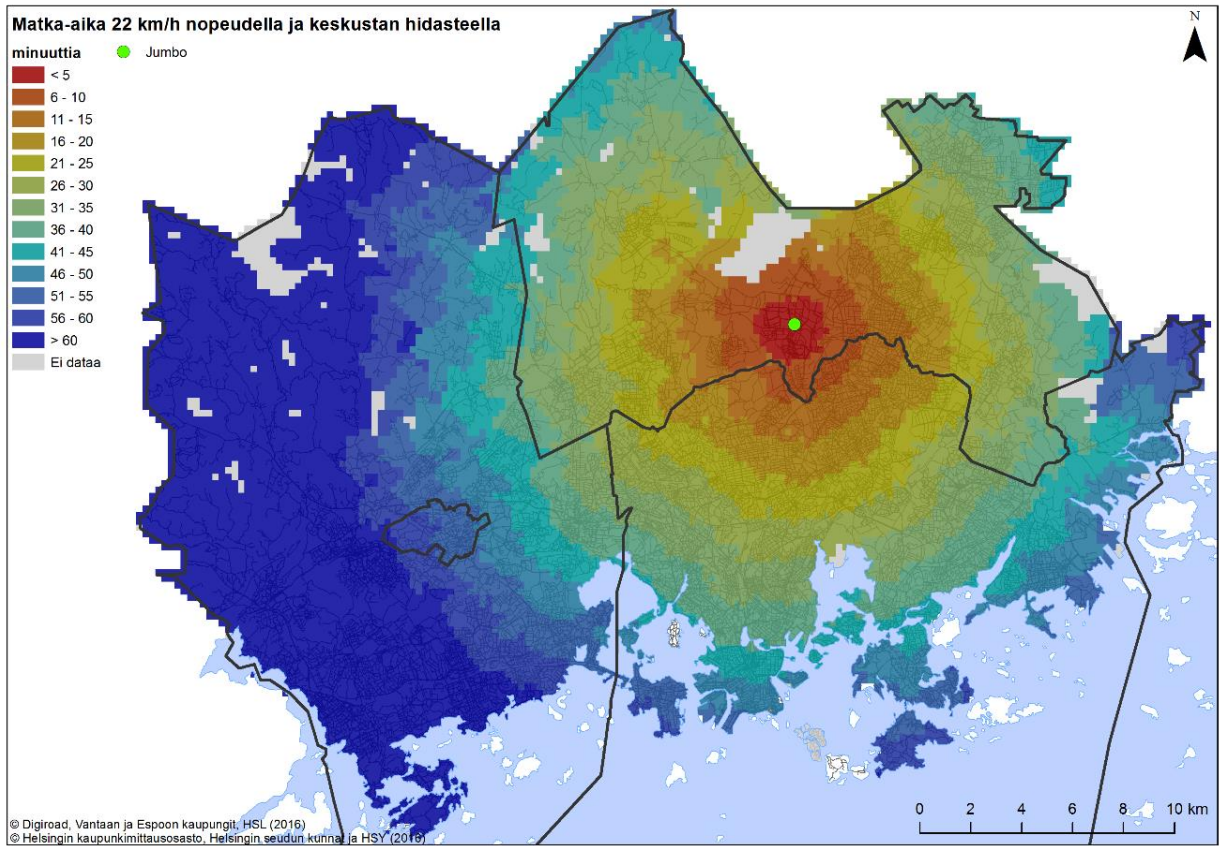 Matka-aika 22 km/h nopeudella ja keskustan hidasteella
minuuttia
Jumbo
< 5
6 - 10
11 - 15
16 - 20
21 - 25
26 - 30
31 - 35
36 - 40
41 - 45
46 - 50
51 - 55
56 - 60
> 60
Ei dataa
N
0 2 4 6 8 10 km
© Digiroad, Vantaan ja Espoon kaupungit, HSL (2016)
© Helsingin kaupunkimittausosasto, Helsingin seudun kunnat ja HSY (2016)